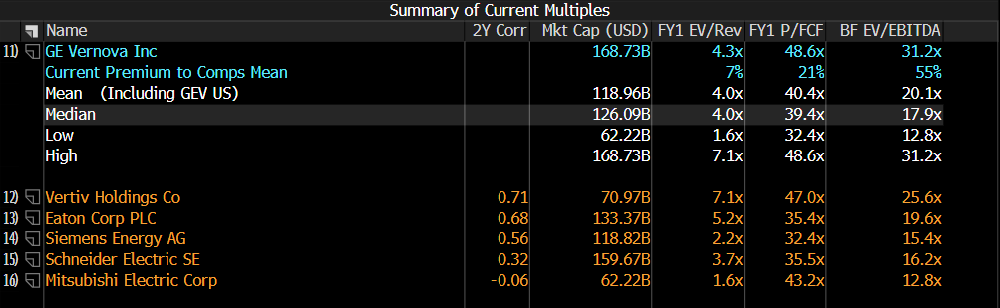 Summary of Current Multiples
Name 2Y Corr Mkt Cap (USD) FY1 EV/Rev FY1 P/FCF BF EV/EBITDA
11) GE Vernova Inc 168.73B 4.3x 48.6x 31.2x
Current Premium to Comps Mean 7% 21% 55%
Mean (Including GEV US) 118.96B 4.0x 40.4x 20.1x
Median 126.09B 4.0x 39.4x 17.9x
Low 62.22B 1.6x 32.4x 12.8x
High 168.73B 7.1x 48.6x 31.2x
12) Vertiv Holdings Co 0.71 70.97B 7.1x 47.0x 25.6x
13) Eaton Corp PLC 0.68 133.37B 5.2x 35.4x 19.6x
14) Siemens Energy AG 0.56 118.82B 2.2x 32.4x 15.4x
15) Schneider Electric SE 0.32 159.67B 3.7x 35.5x 16.2x
16) Mitsubishi Electric Corp -0.06 62.22B 1.6x 43.2x 12.8x